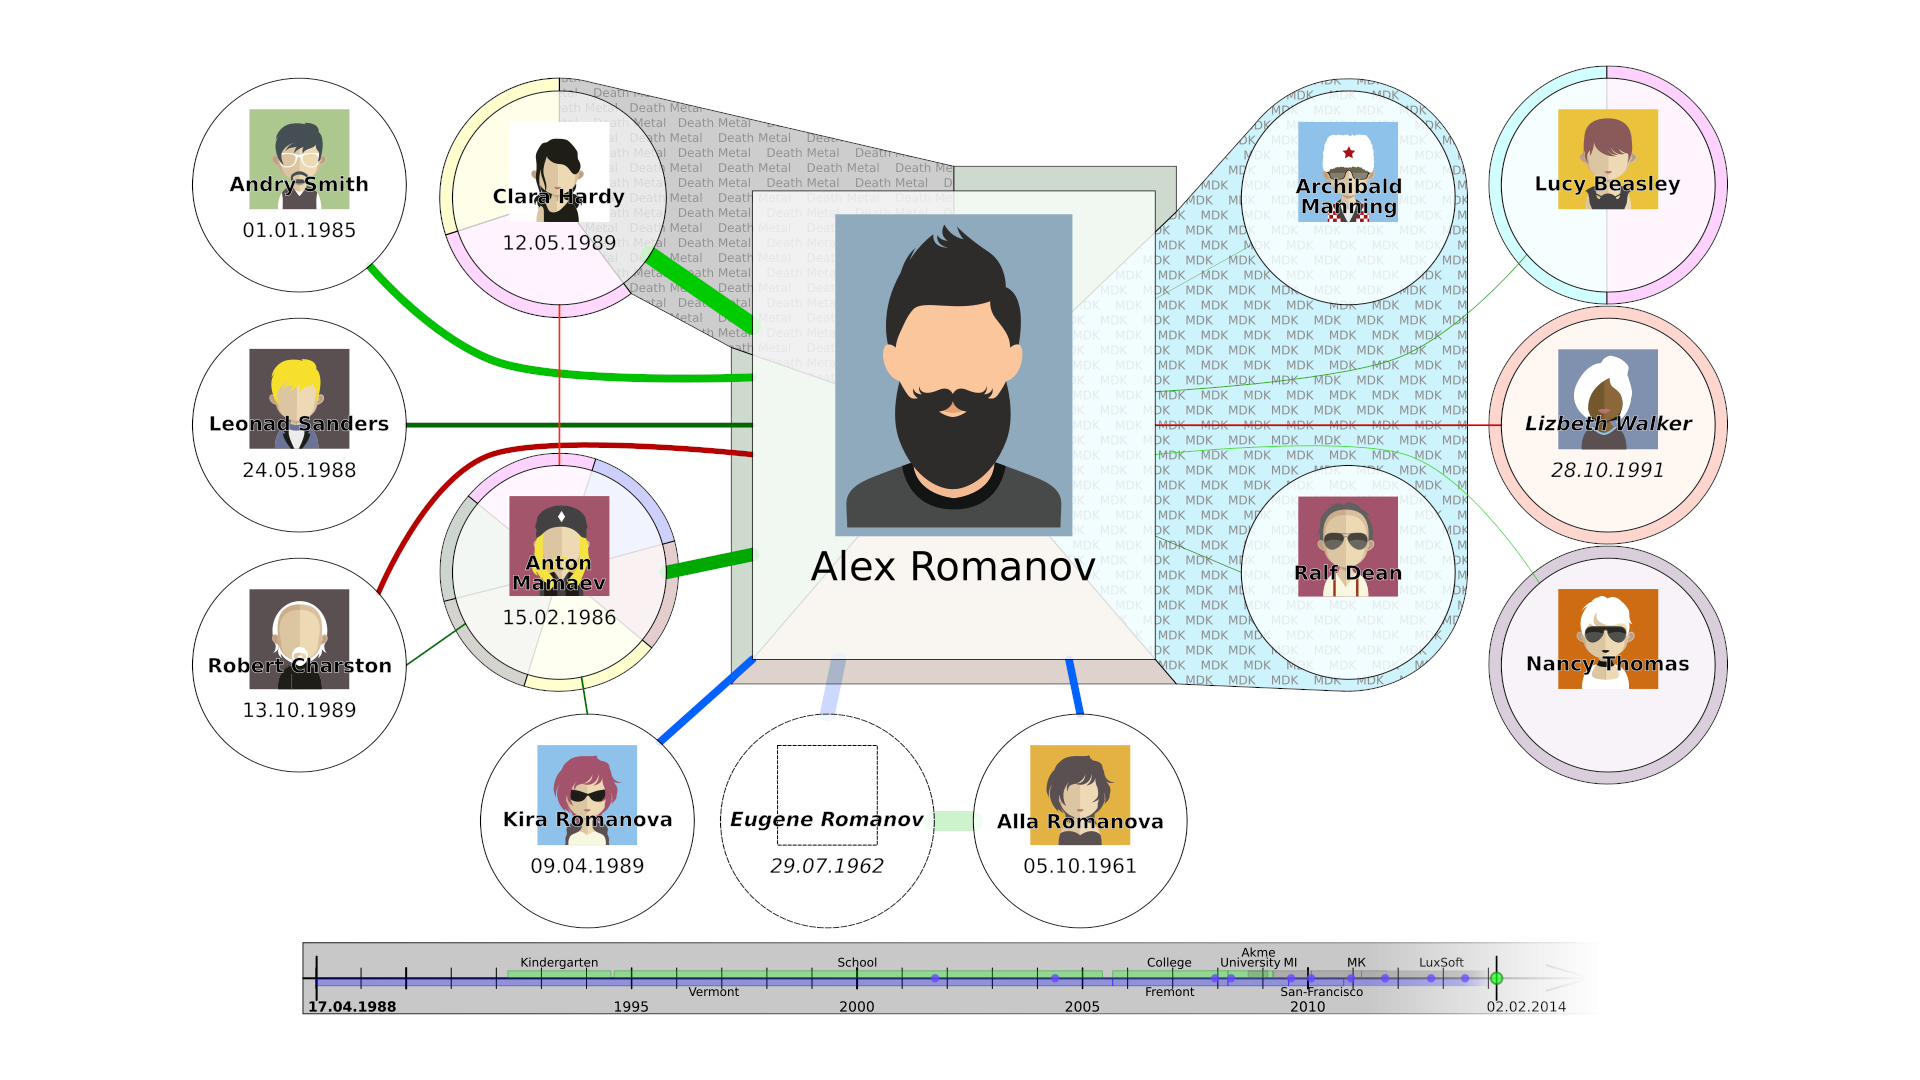 Andry Smith
01.01.1985
Clara Hardy
12.05.1989
Death Metal
MDK
Archibald
Manning
Lucy Beasley
Leonad Sanders
24.05.1988
Lizbeth Walker
28.10.1991
Anton
Mamaev
15.02.1986
Alex Romanov
Ralf Dean
Robert Charston
13.10.1989
Nancy Thomas
Kira Romanova
09.04.1989
Eugene Romanov
29.07.1962
Alla Romanova
05.10.1961
Akme
Kindergarten School College University MI MK LuxSoft
Vermont Fremont San-Francisco
17.04.1988 1995 2000 2005 2010 02.02.2014